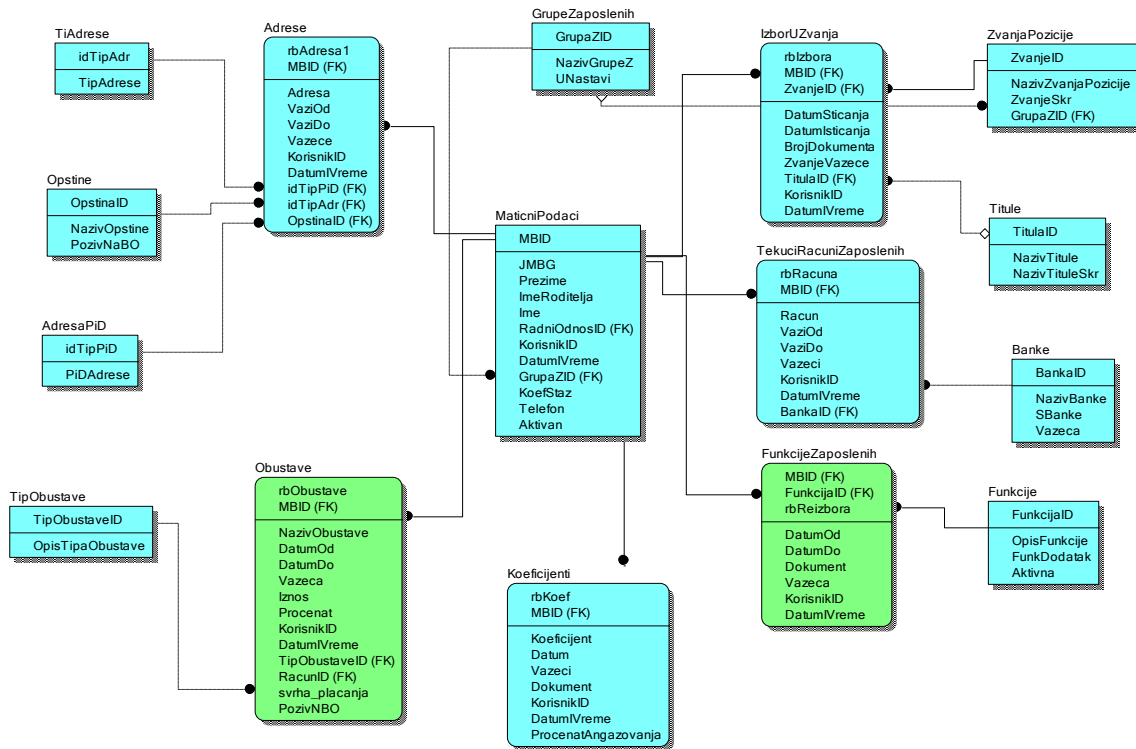 TiAdrese
idTipAdr
TipAdrese
Opstine
OpstinaID
NazivOpstine
PozivNaBO
AdresaPiD
idTipPiD
PiDAdrese
TipObustave
TipObustaveID
OpisTipaObustave
Adrese
rbAdresa1
MBID (FK)
Adresa
VaziOd
VaziDo
Vazece
KorisnikID
DatumIVreme
idTipPiD (FK)
idTipAdr (FK)
OpstinaID (FK)
Obustave
rbObustave
MBID (FK)
NazivObustave
DatumOd
DatumDo
Vazeca
Iznos
Procenat
KorisnikID
DatumIVreme
TipObustaveID (FK)
RacunID (FK)
svrha_placanja
PozivNBO
GrupeZaposlenih
GrupaZID
NazivGrupeZ
UNastavi
MaticniPodaci
MBID
JMBG
Prezime
ImeRoditelja
Ime
RadniOdnosID (FK)
KorisnikID
DatumIVreme
GrupaZID (FK)
KoefStaz
Telefon
Aktivan
Koeficijenti
rbKoef
MBID (FK)
Koeficijent
Datum
Vazeci
Dokument
KorisnikID
DatumIVreme
ProcenatAngazovanja
IzborUZvanja
rbIzbora
MBID (FK)
ZvanjeID (FK)
DatumSticanja
DatumIsticanja
BrojDokumenta
ZvanjeVazece
TitulaID (FK)
KorisnikID
DatumIVreme
TekuciRacuniZaposlenih
rbRacuna
MBID (FK)
Racun
VaziOd
VaziDo
Vazeci
KorisnikID
DatumIVreme
BankaID (FK)
FunkcijeZaposlenih
MBID (FK)
FunkcijaID (FK)
rbReizbora
DatumOd
DatumDo
Dokument
Vazeca
KorisnikID
DatumIVreme
ZvanjaPozicije
ZvanjeID
NazivZvanjaPozicije
ZvanjeSkr
GrupaZID (FK)
Titule
TitulaID
NazivTitule
NazivTituleSkr
Banke
BankaID
NazivBanke
SBanke
Vazeca
Funkcije
FunkcijaID
OpisFunkcije
FunkDodatak
Aktivna